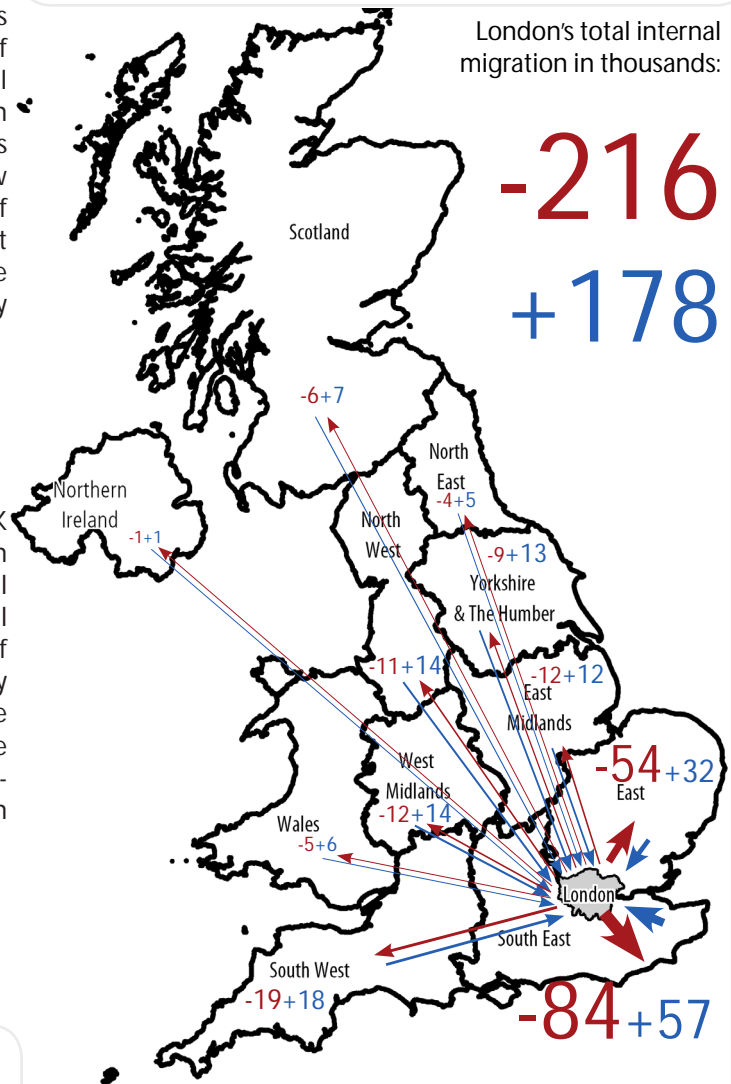 s
f
l
n
s
w
f
t
e
y
X
n
l
l
f
y
e
e
-
n
London's total internal
migration in thousands:
-216
+178
Scotland
-6+7
North
East
-4+5
Northern
Ireland
-1+1
North
West
-9+13
Yorkshire
& The Humber
-11+14
-12+12
East
Midlands
-54+32
East
West
Midlands
-12+14
Wales
-5+6
London
South East
South West
-19+18
-84+57